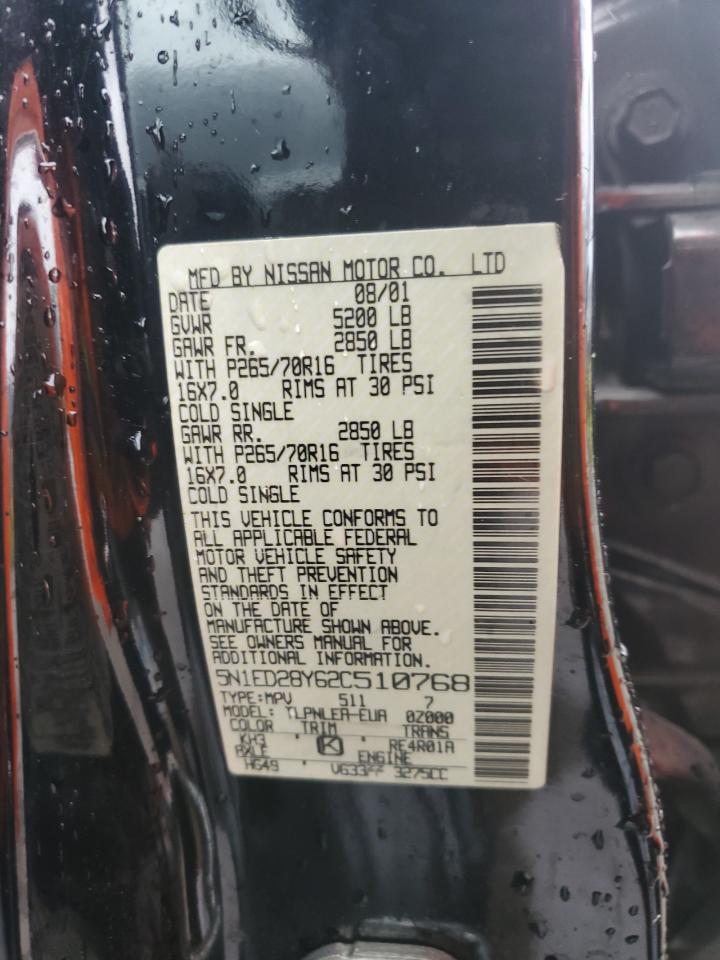 MFD BY NISSAN MOTOR CO. LTD
DATE 08/01
GVWR 5200 LB
GAWR FR. 2850 LB
WITH P265/70R16 TIRES
16X7.0 RIMS AT 30 PSI
COLD SINGLE
GAWR RR. 2850 LB
WITH P265/70R16 TIRES
16X7.0 RIMS AT 30 PSI
COLD SINGLE
THIS VEHICLE CONFORMS TO
ALL APPLICABLE FEDERAL
MOTOR VEHICLE SAFETY
AND THEFT PREVENTION
STANDARDS IN EFFECT
ON THE DATE OF
MANUFACTURE SHOWN ABOVE.
SEE OWNERS MANUAL FOR
ADDITIONAL INFORMATION.
5N1ED28Y62C510768
TYPE:MPV 511 7
MODEL: TLPNLEA-EUA 0Z000
COLOR TRIM TRANS
KH3 K RE4R01A
AXLE ENGINE
HG49 3275CC